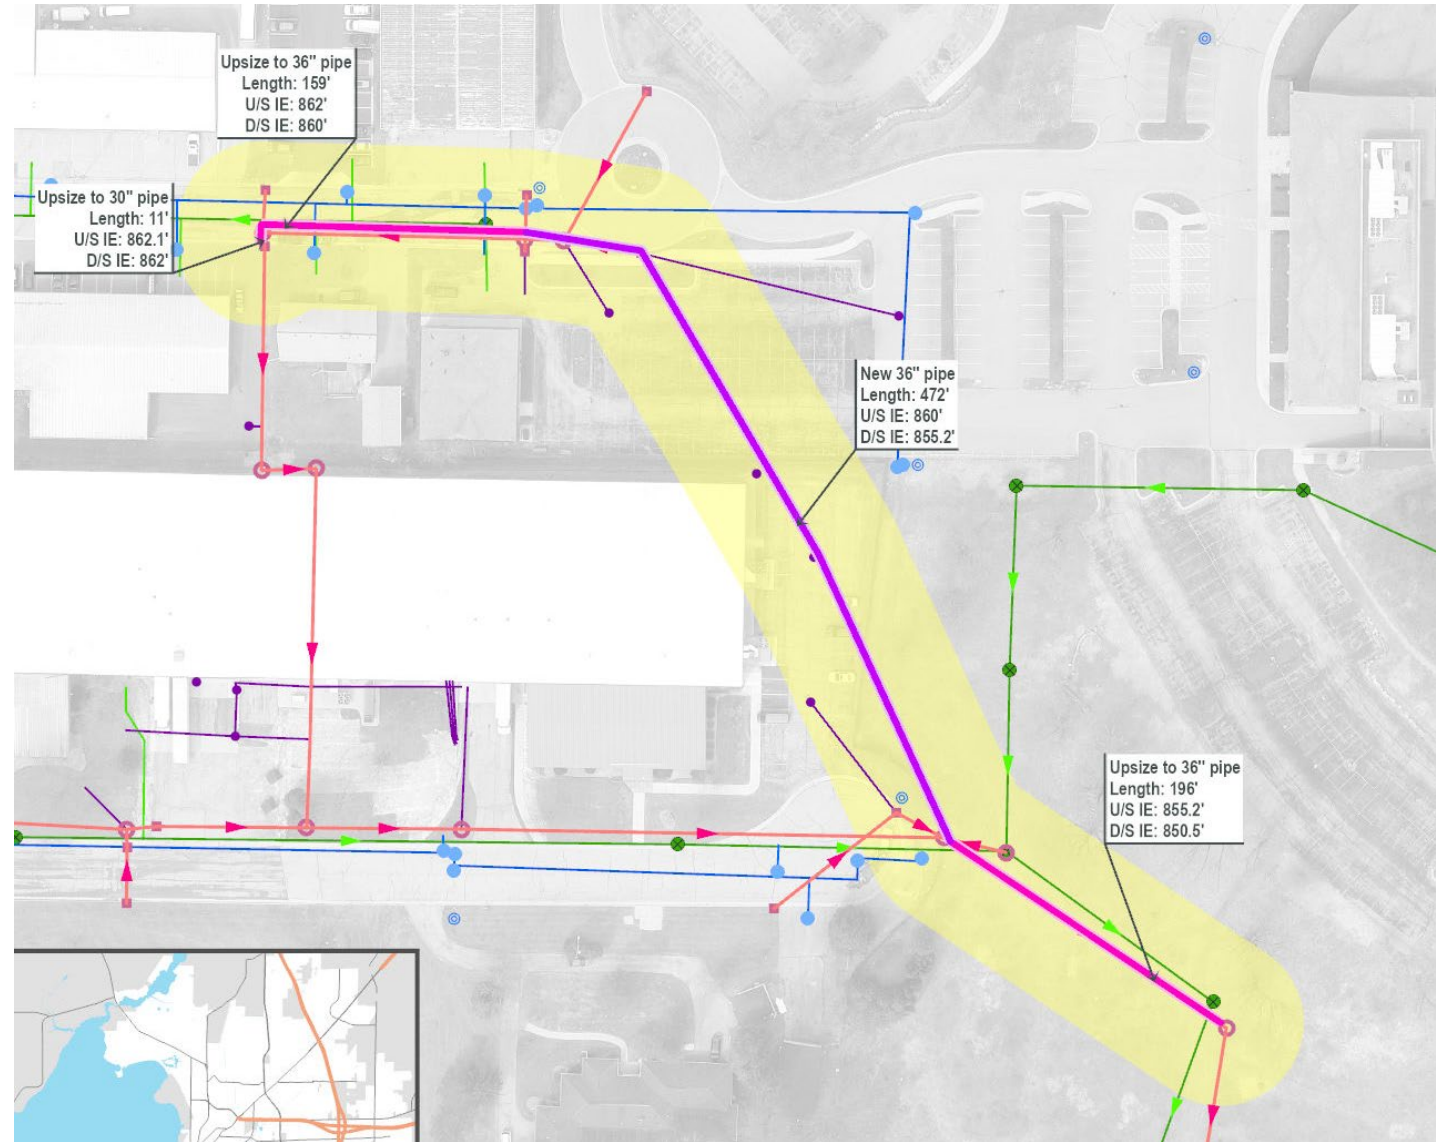 Upsize to 36" pipe
Length: 159'
U/S IE: 862'
D/S IE: 860'
Upsize to 30" pipe
Length: 11'
U/S IE: 862.1'
D/S IE: 862'
New 36" pipe
Length: 472'
U/S IE: 860'
D/S IE: 855.2'
Upsize to 36" pipe
Length: 196'
U/S IE: 855.2'
D/S IE: 850.5'